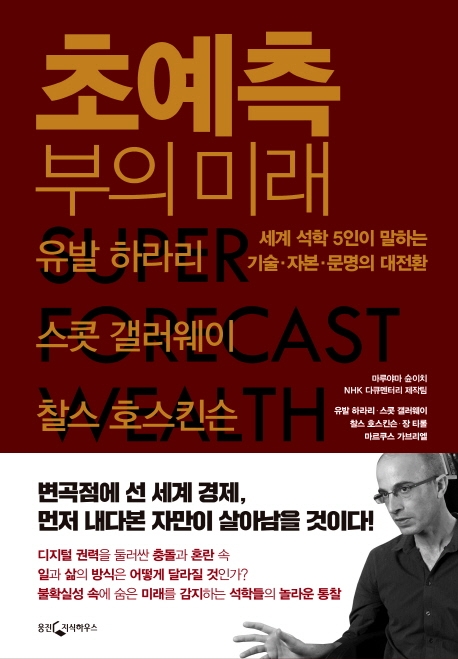 초예측
부의 미래
SUPER
FORECAST
WEALTH
유발 하라리
스콧 갤러웨이
찰스 호스킨슨
세계 석학 5인이 말하는
기술·자본·문명의 대전환
마루야마 슌이치
NHK 다큐멘터리 제작팀
유발 하라리·스콧 갤러웨이
찰스 호스킨슨·장 티롤
마르쿠스 가브리엘
변곡점에 선 세계 경제,
먼저 내다본 자만이 살아남을 것이다!
디지털 권력을 둘러싼 충돌과 혼란 속
일과 삶의 방식은 어떻게 달라질 것인가?
불확실성 속에 숨은 미래를 감지하는 석학들의 놀라운 통찰
웅진 지식하우스